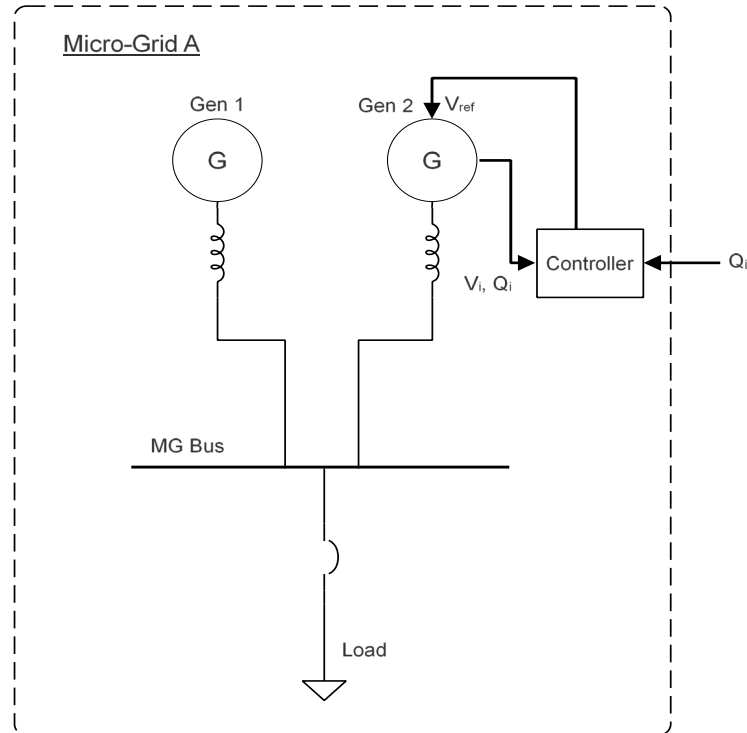 Micro-Grid A
Gen 1
Gen 2
Vref
G
G
Controller
Vi, Qi
Qi
MG Bus
Load